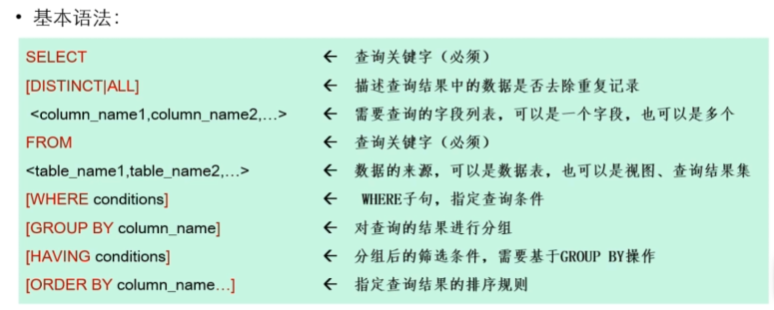 • 基本语法：
SELECT ← 查询关键字（必须）
[DISTINCT|ALL] ← 描述查询结果中的数据是否去除重复记录
<column_name1,column_name2,…> ← 需要查询的字段列表，可以是一个字段，也可以是多个
FROM ← 查询关键字（必须）
<table_name1,table_name2,…> ← 数据的来源，可以是数据表，也可以是视图、查询结果集
[WHERE conditions] ← WHERE子句，指定查询条件
[GROUP BY column_name] ← 对查询的结果进行分组
[HAVING conditions] ← 分组后的筛选条件，需要基于GROUP BY操作
[ORDER BY column_name…] ← 指定查询结果的排序规则